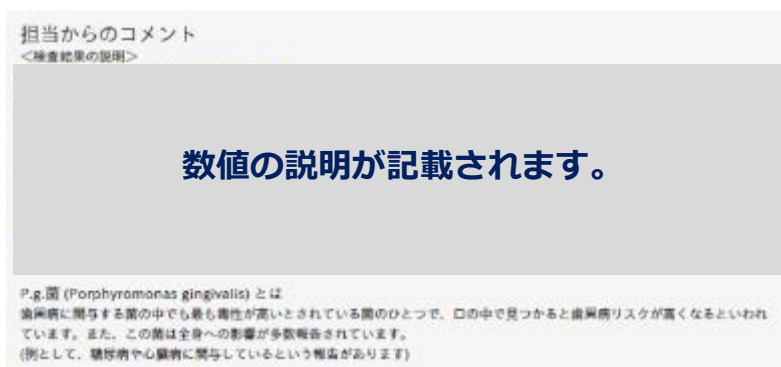 担当からのコメント
<検査結果の説明>
数値の説明が記載されます。
P.g.菌 (Porphyromonas gingivalis) とは
歯周病に関与する菌の中でも最も毒性が高いとされている菌のひとつで、口の中で見つかると歯周病リスクが高くなるといわれ
ています。また、この菌は全身への影響が多数報告されています。
(例として、糖尿病や心臓病に関与しているという報告があります)